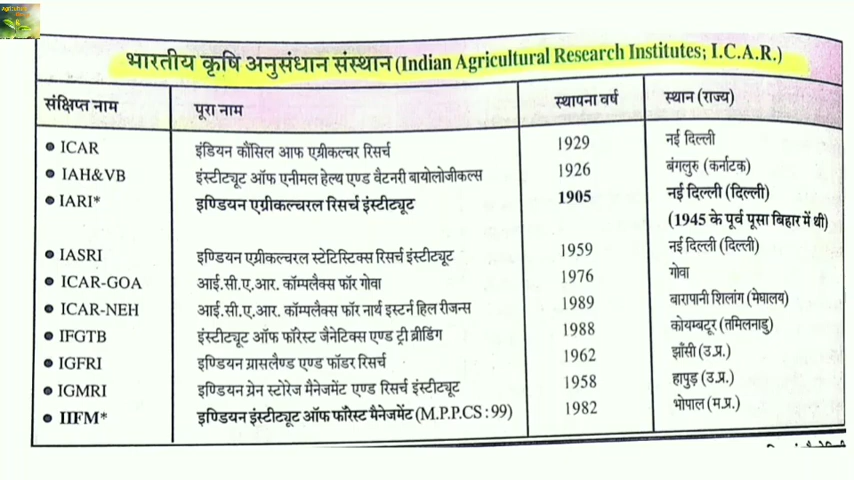 Agriculture
भारतीय कृषि अनुसंधान संस्थान (Indian Agricultural Research Institutes; I.C.A.R.)
संक्षिप्त नाम पूरा नाम स्थापना वर्ष स्थान (राज्य)
• ICAR इंडियन कौंसिल आफ एग्रीकल्चर रिसर्च 1929 नई दिल्ली
• IAH&VB इंस्टीट्यूट ऑफ एनीमल हेल्थ एण्ड वैटनरी बायोलोजीकल्स 1926 बंगलुरु (कर्नाटक)
• IARI* इण्डियन एग्रीकल्चरल रिसर्च इंस्टीट्यूट 1905 नई दिल्ली (दिल्ली)
(1945 के पूर्व पूसा बिहार में थी)
• IASRI इण्डियन एग्रीकल्चरल स्टेटिस्टिक्स रिसर्च इंस्टीट्यूट 1959 नई दिल्ली (दिल्ली)
• ICAR-GOA आई.सी.ए.आर. कॉम्पलैक्स फॉर गोवा 1976 गोवा
• ICAR-NEH आई.सी.ए.आर. कॉम्पलैक्स फॉर नार्थ इस्टर्न हिल रीजन्स 1989 बारापानी शिलांग (मेघालय)
• IFGTB इंस्टीट्यूट ऑफ फॉरेस्ट जैनेटिक्स एण्ड ट्री ब्रीडिंग 1988 कोयम्बटूर (तमिलनाडु)
• IGFRI इण्डियन ग्रासलैण्ड एण्ड फॉडर रिसर्च 1962 झाँसी (उ.प्र.)
• IGMRI इण्डियन ग्रेन स्टोरेज मैनेजमेंट एण्ड रिसर्च इंस्टीट्यूट 1958 हापुड़ (उ.प्र.)
• IIFM* इण्डियन इंस्टीट्यूट ऑफ फॉरेस्ट मैनेजमेंट (M.P.P.CS : 99) 1982 भोपाल (म.प्र.)